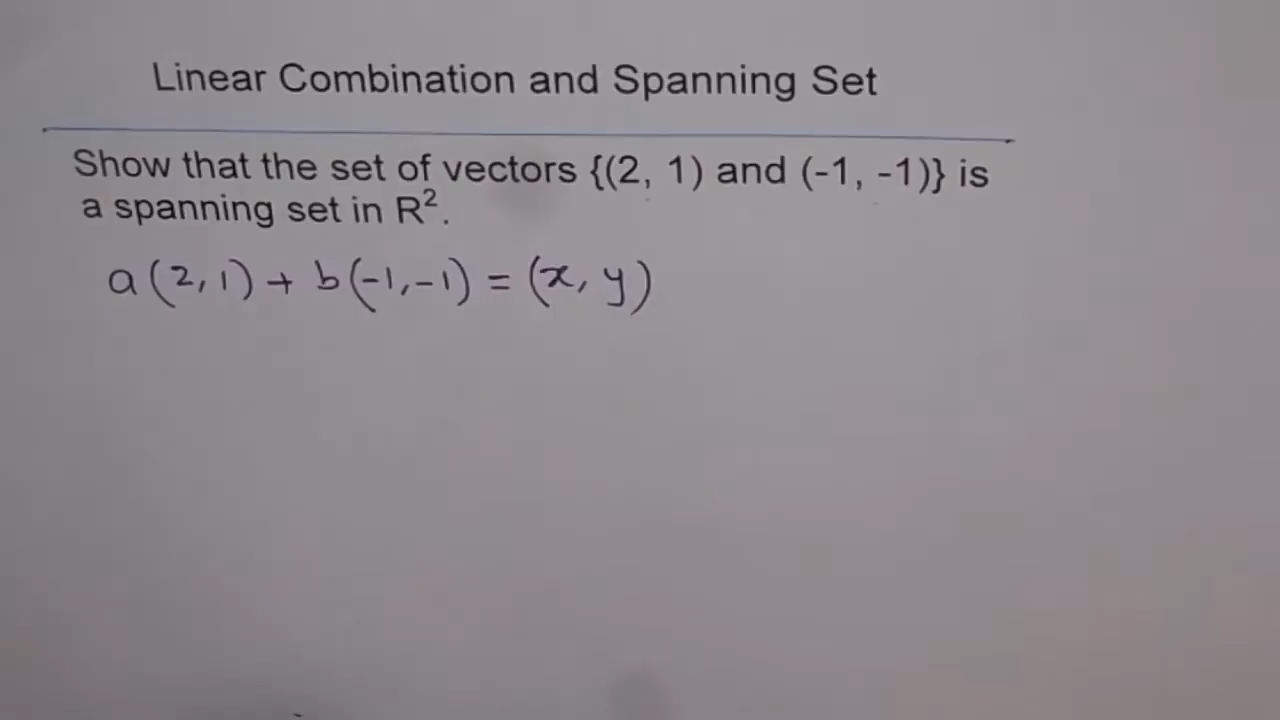 Linear Combination and Spanning Set
Show that the set of vectors {(2, 1) and (-1, -1)} is
a spanning set in R².
a(2,1) + b(-1,-1) = (x, y)